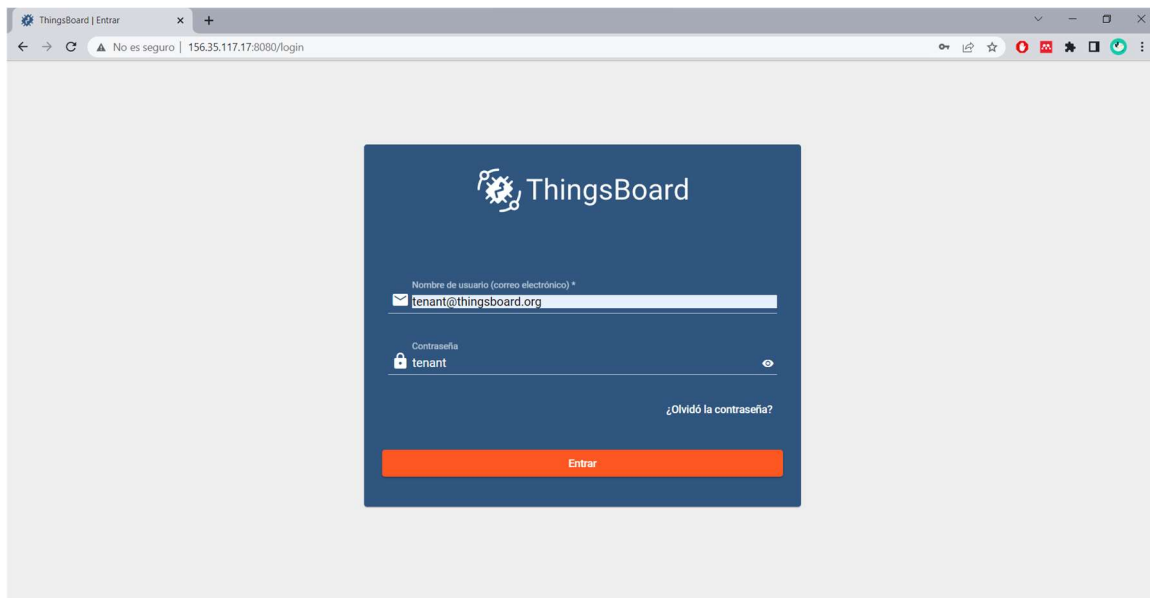 ThingsBoard | Entrar
No es seguro | 156.35.117.17:8080/login
ThingsBoard
Nombre de usuario (correo electrónico) *
tenant@thingsboard.org
Contraseña
tenant
¿Olvidó la contraseña?
Entrar